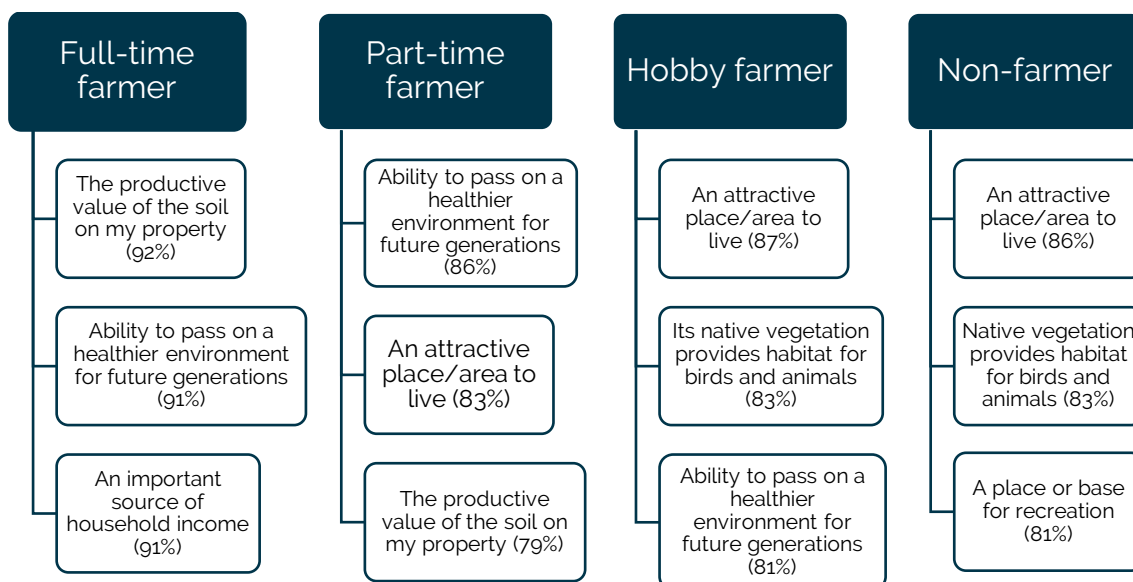 Full-time
farmer
The productive
value of the soil
on my property
(92%)
Ability to pass on a
healthier environment
for future generations
(91%)
An important
source of
household income
(91%)
Part-time
farmer
Ability to pass on a
healthier
environment for
future generations
(86%)
An attractive
place/area to
live (83%)
The productive
value of the soil on
my property (79%)
Hobby farmer
An attractive
place/area to
live (87%)
Its native vegetation
provides habitat for
birds and animals
(83%)
Ability to pass on a
healthier
environment for
future generations
(81%)
Non-farmer
An attractive
place/area to
live (86%)
Native vegetation
provides habitat
for birds and
animals (83%)
A place or base
for recreation
(81%)